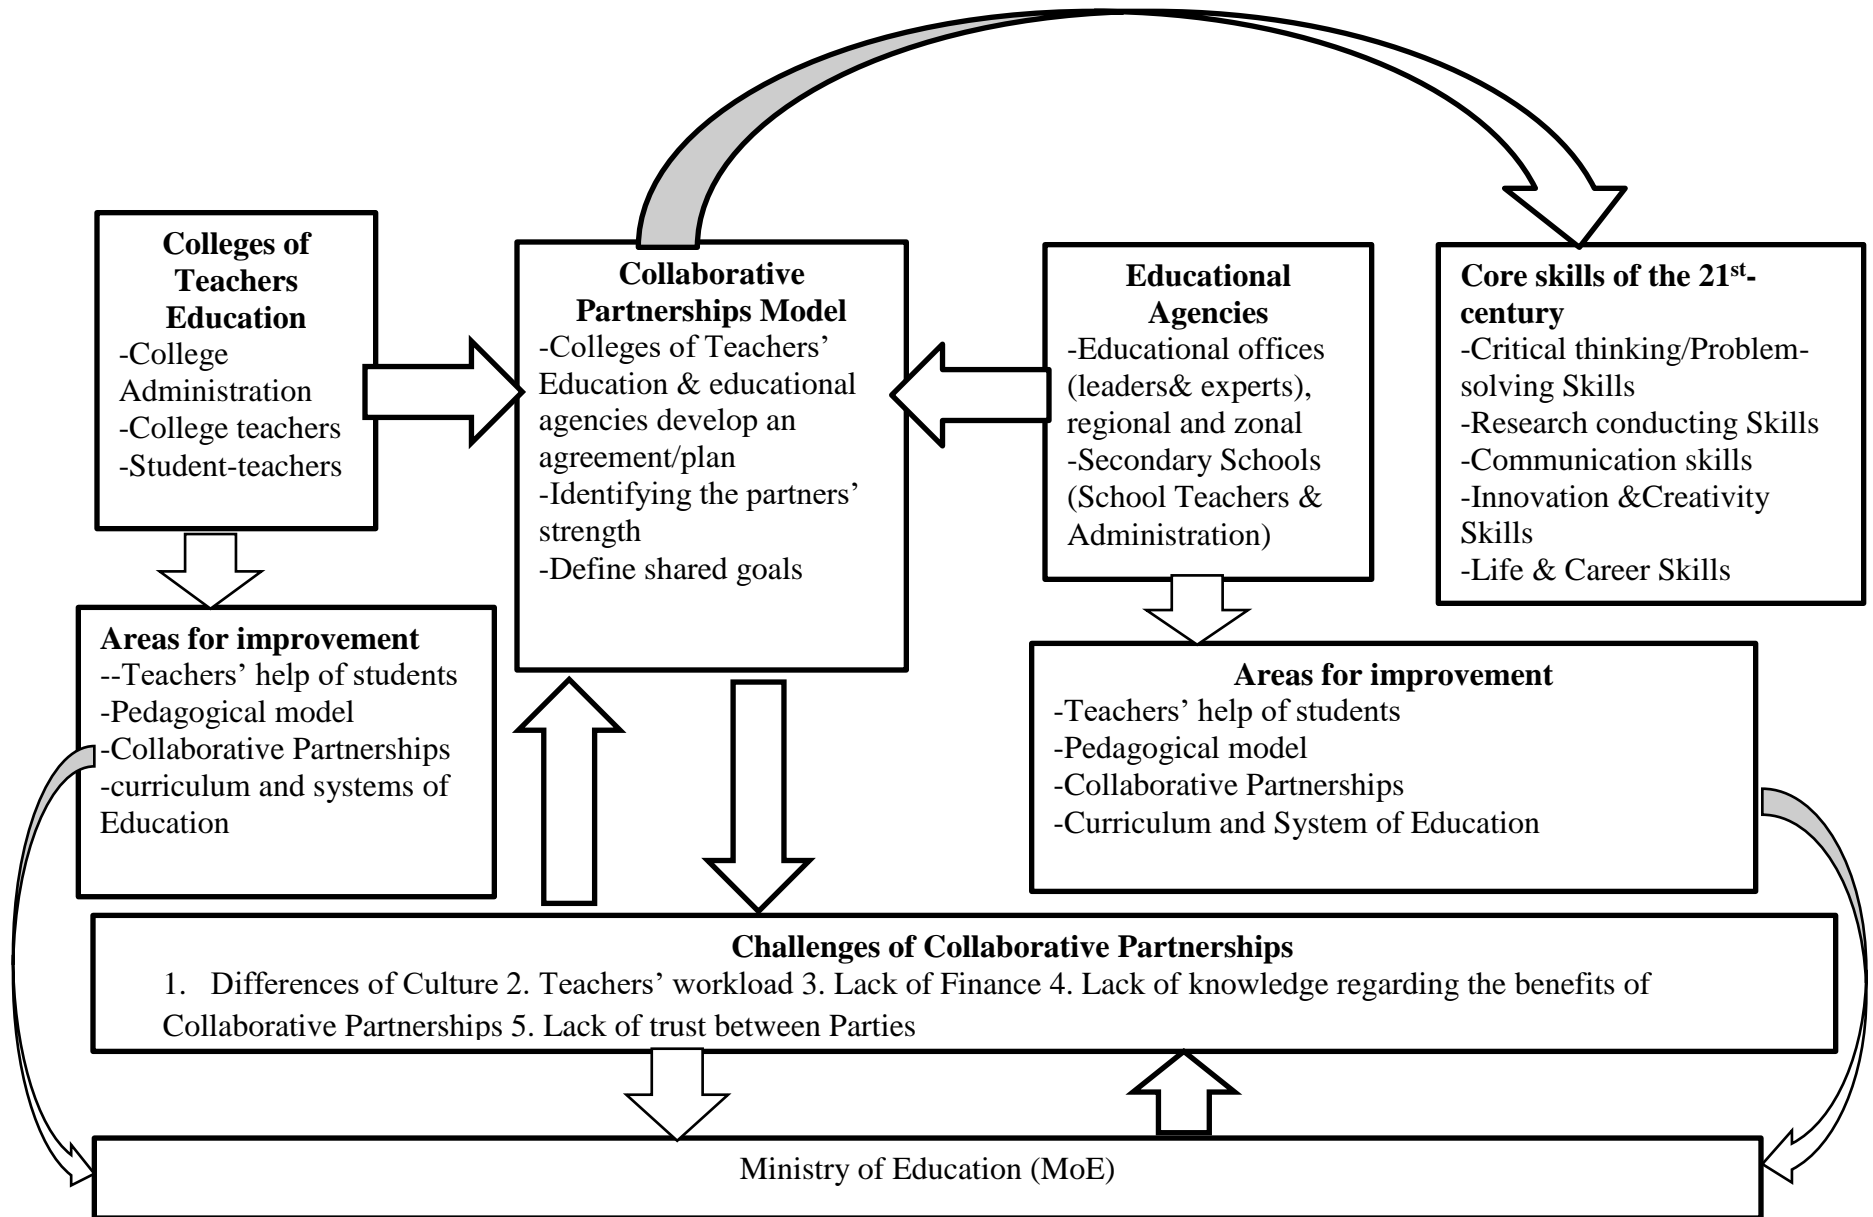 Colleges of
Teachers
Education
-College
Administration
-College teachers
-Student-teachers
Collaborative
Partnerships Model
-Colleges of Teachers’
Education & educational
agencies develop an
agreement/plan
-Identifying the partners’
strength
-Define shared goals
Educational
Agencies
-Educational offices
(leaders& experts),
regional and zonal
-Secondary Schools
(School Teachers &
Administration)
Core skills of the 21st-
century
-Critical thinking/Problem-
solving Skills
-Research conducting Skills
-Communication skills
-Innovation &Creativity
Skills
-Life & Career Skills
Areas for improvement
--Teachers’ help of students
-Pedagogical model
-Collaborative Partnerships
-curriculum and systems of
Education
Areas for improvement
-Teachers’ help of students
-Pedagogical model
-Collaborative Partnerships
-Curriculum and System of Education
Challenges of Collaborative Partnerships
1. Differences of Culture 2. Teachers’ workload 3. Lack of Finance 4. Lack of knowledge regarding the benefits of
Collaborative Partnerships 5. Lack of trust between Parties
Ministry of Education (MoE)